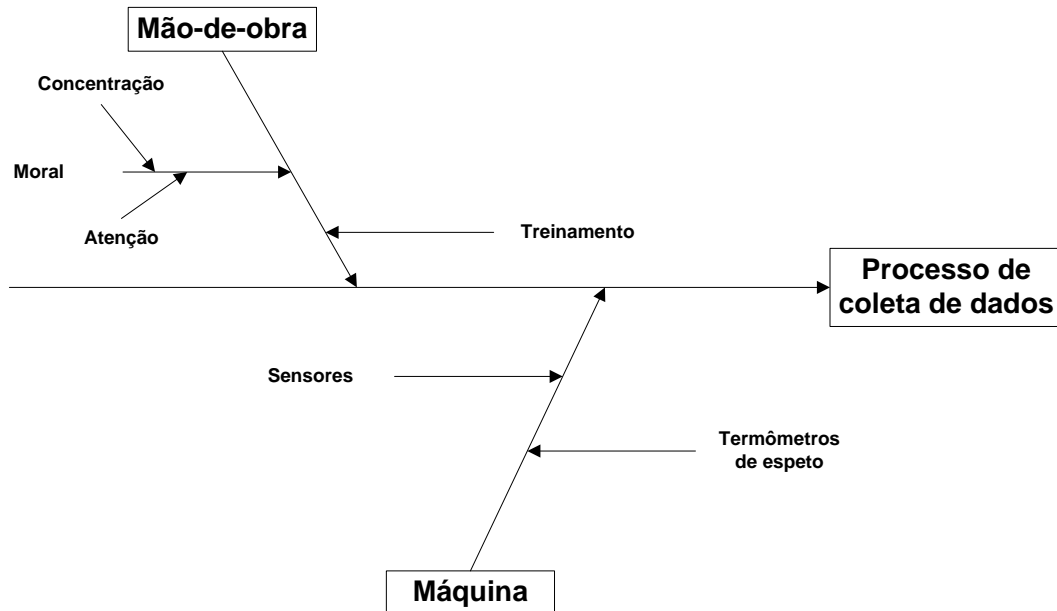 Mão-de-obra
Concentração
Moral
Atenção
Treinamento
Processo de
coleta de dados
Sensores
Termômetros
de espeto
Máquina